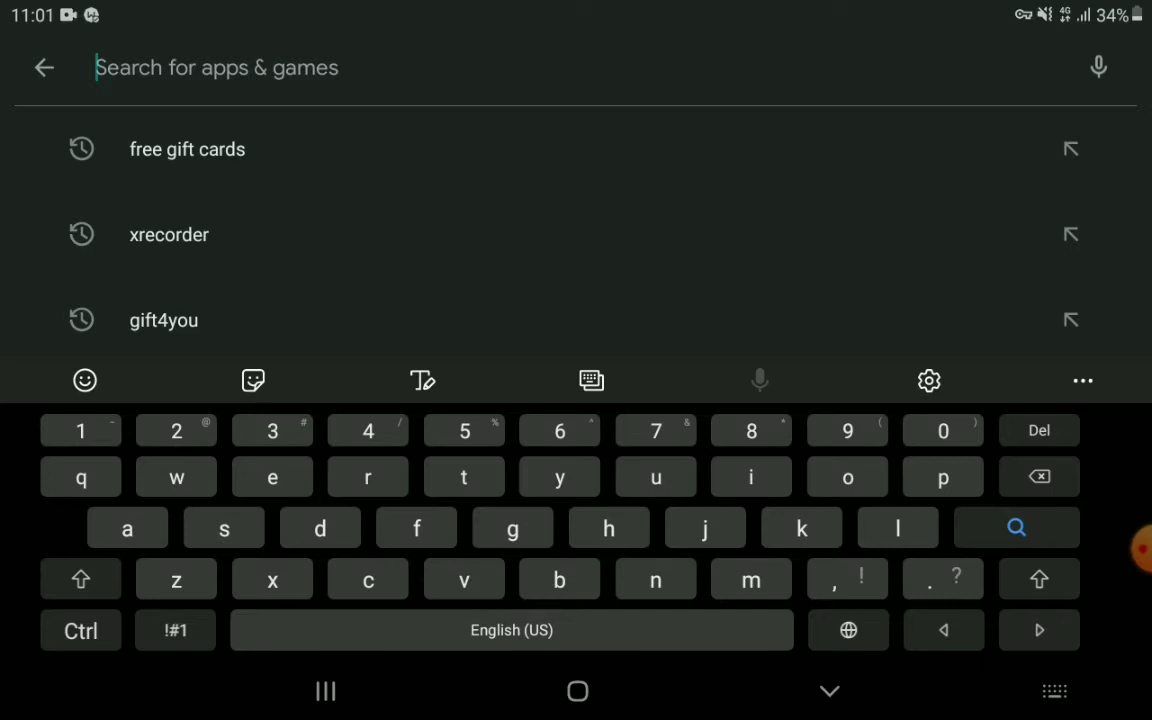 11:01 4G 34%
Search for apps & games
free gift cards
xrecorder
gift4you
1 ~ 2 @ 3 # 4 / 5 % 6 ^ 7 & 8 * 9 ( 0 ) Del
q w e r t y u i o p
a s d f g h j k l
z x c v b n m , ! . ?
Ctrl !#1 English (US)